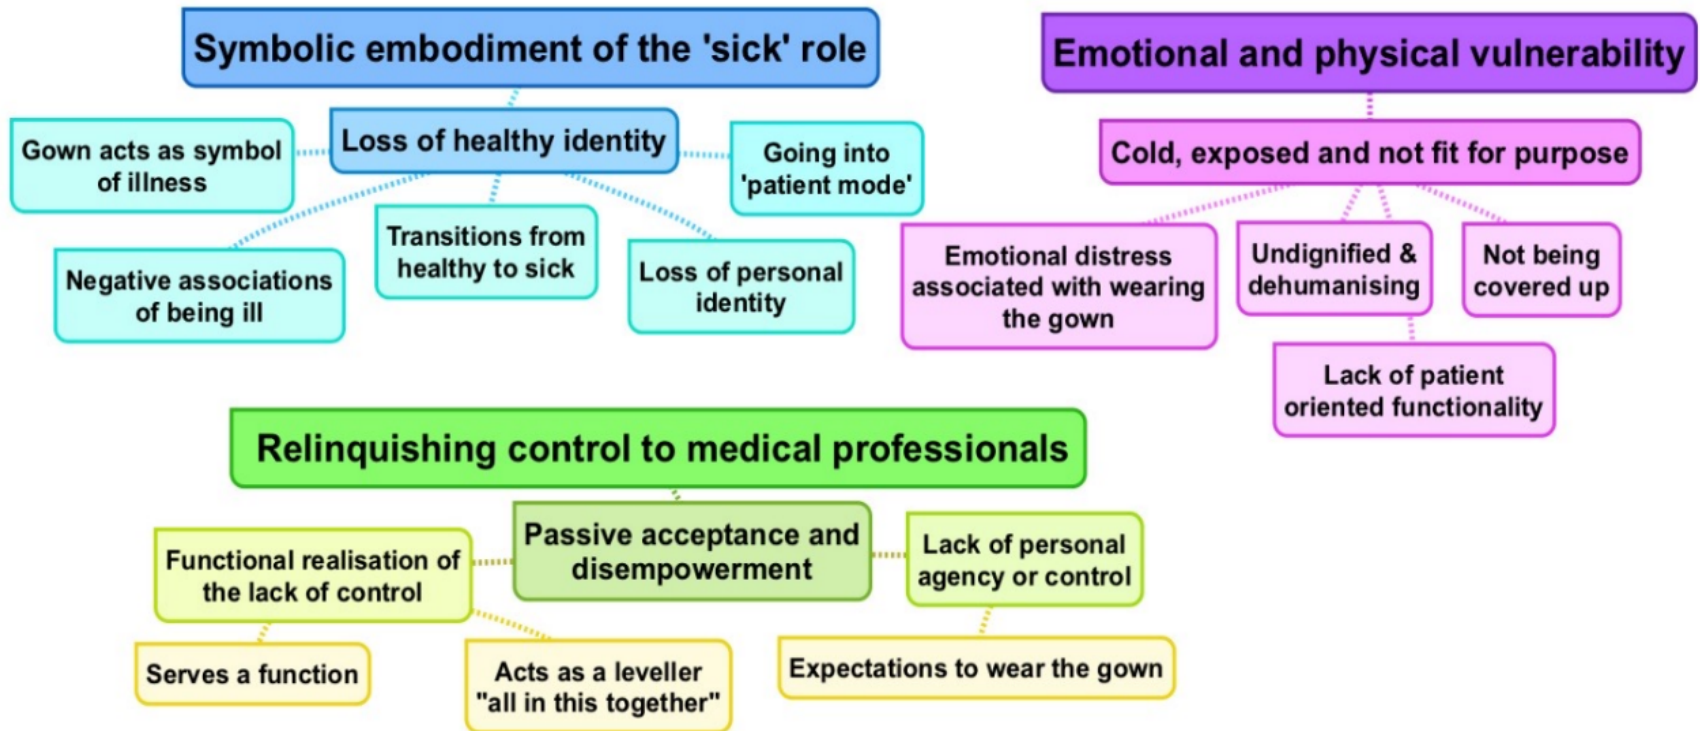 Symbolic embodiment of the 'sick' role
Loss of healthy identity
Gown acts as symbol
of illness
Going into
'patient mode'
Negative associations
of being ill
Transitions from
healthy to sick
Loss of personal
identity
Emotional and physical vulnerability
Cold, exposed and not fit for purpose
Emotional distress
associated with wearing
the gown
Undignified &
dehumanising
Not being
covered up
Lack of patient
oriented functionality
Relinquishing control to medical professionals
Passive acceptance and
disempowerment
Functional realisation of
the lack of control
Lack of personal
agency or control
Serves a function
Acts as a leveller
"all in this together"
Expectations to wear the gown